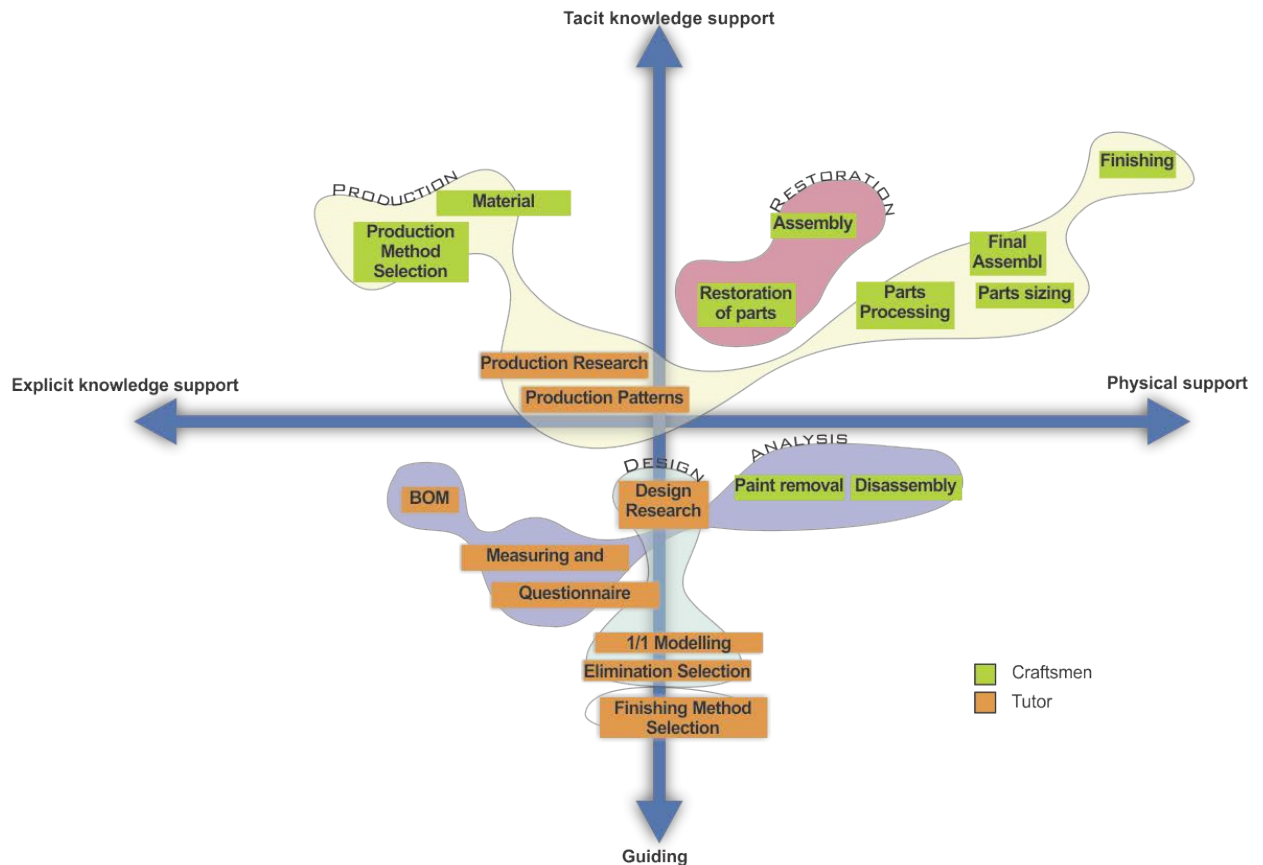 Tacit knowledge support
Finishing
PRODUCTION
Material
RESTORATION
Assembly
Production
Method
Selection
Final
Assembl
Restoration
of parts
Parts
Processing
Parts sizing
Production Research
Production Patterns
Explicit knowledge support
Physical support
ANALYSIS
DESIGN
BOM
Design
Research
Paint removal
Disassembly
Measuring and
Questionnaire
1/1 Modelling
Elimination Selection
Finishing Method
Selection
Craftsmen
Tutor
Guiding